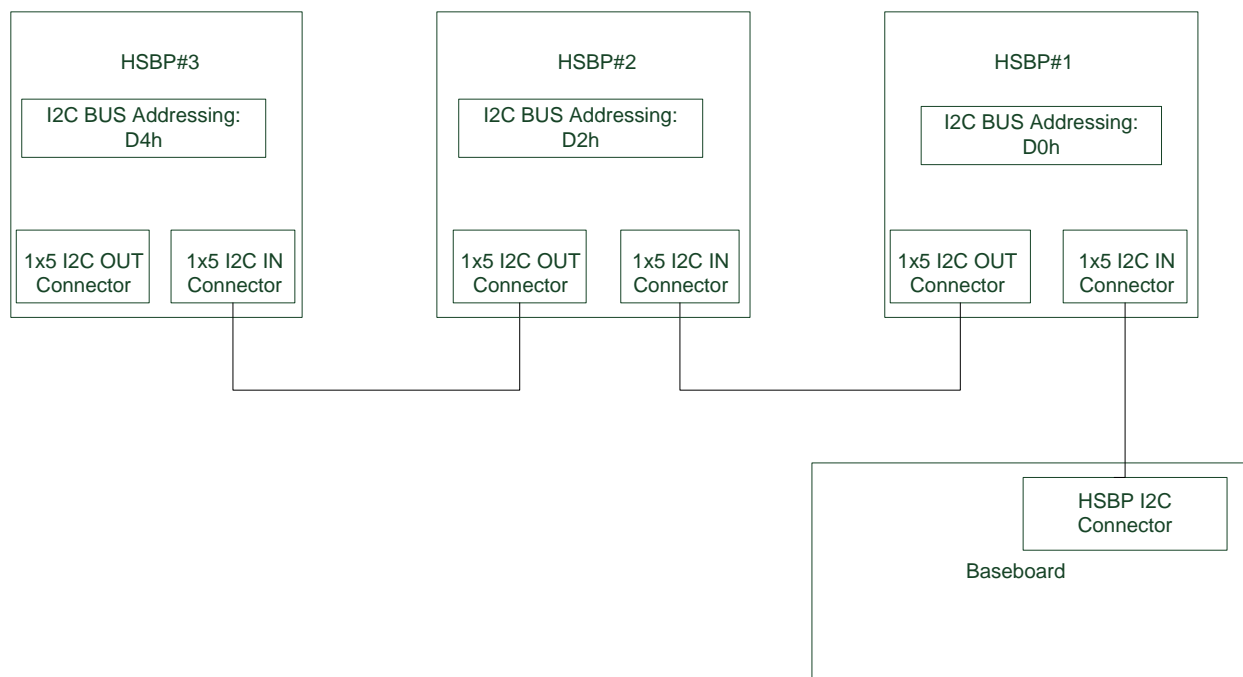 HSBP#3
I2C BUS Addressing:
D4h
1x5 I2C OUT
Connector
1x5 I2C IN
Connector
HSBP#2
I2C BUS Addressing:
D2h
1x5 I2C OUT
Connector
1x5 I2C IN
Connector
HSBP#1
I2C BUS Addressing:
D0h
1x5 I2C OUT
Connector
1x5 I2C IN
Connector
HSBP I2C
Connector
Baseboard